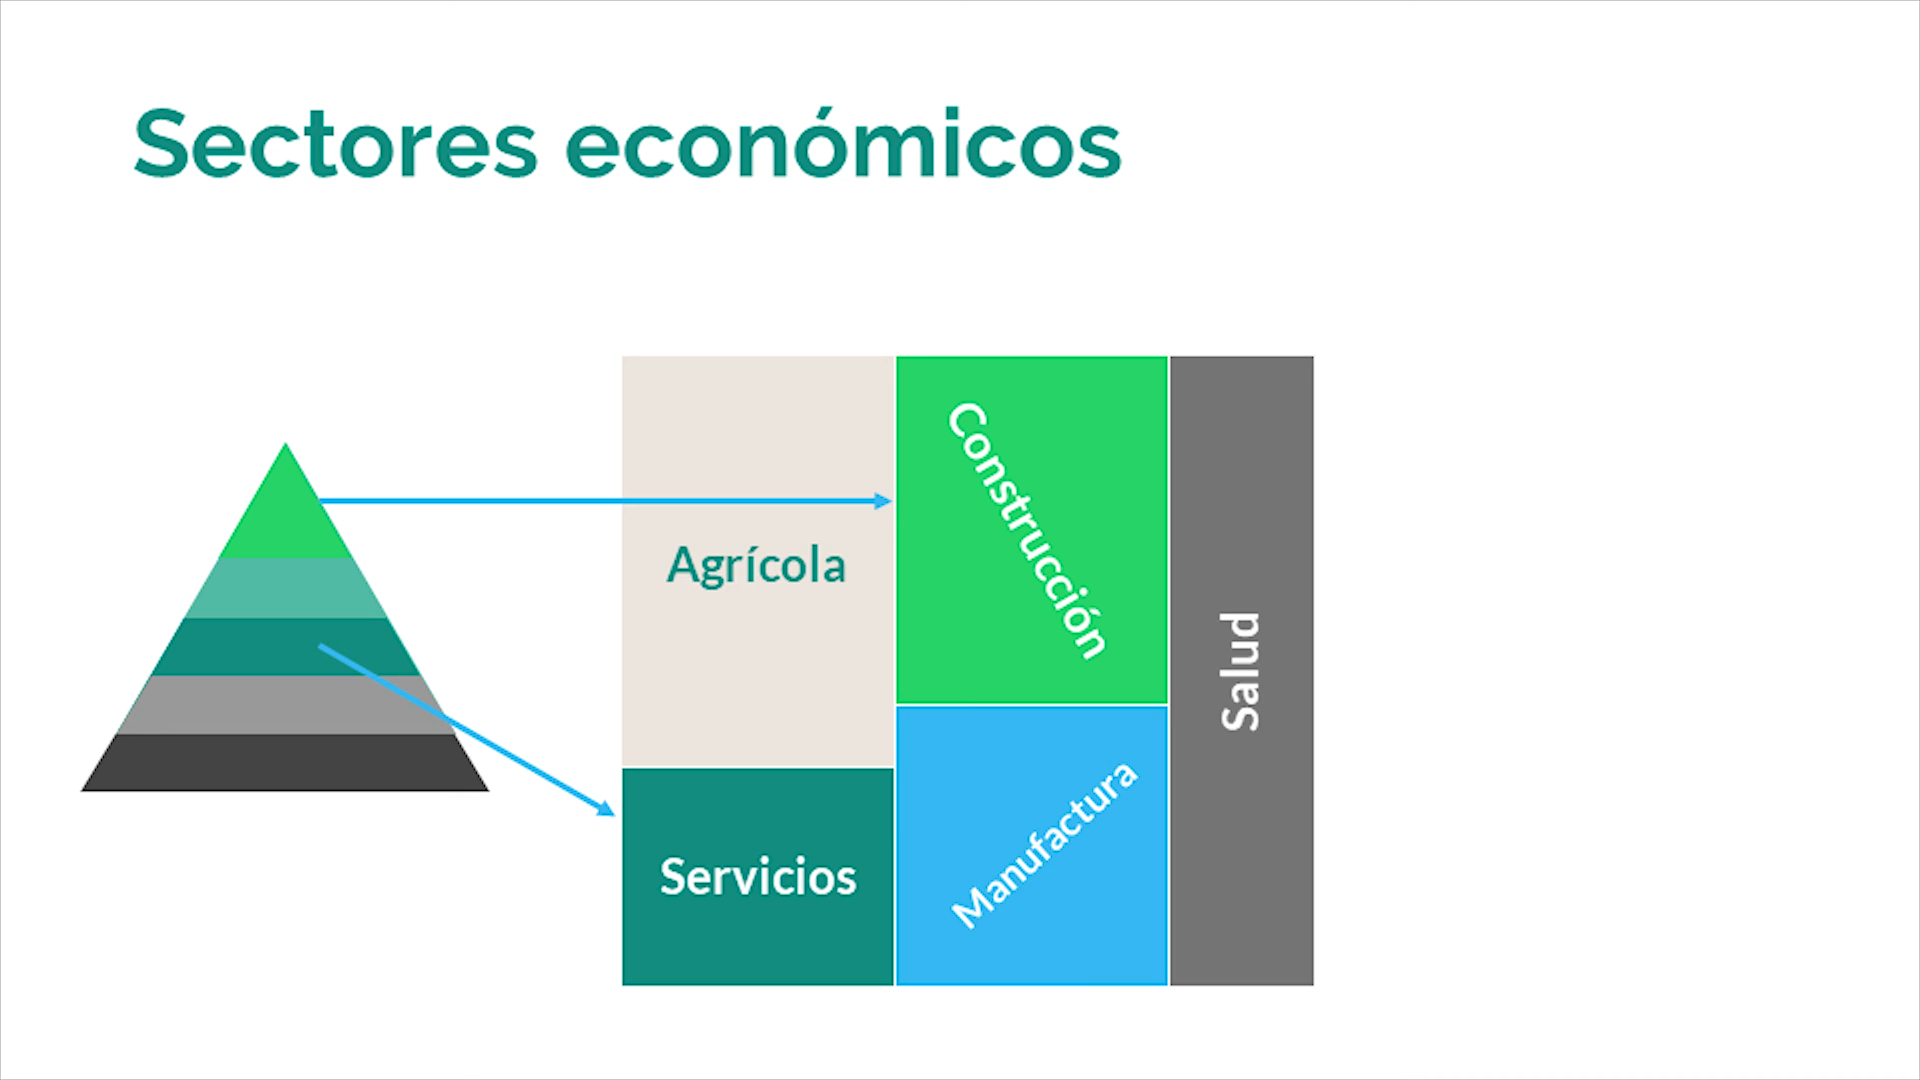 Sectores económicos
Agrícola
Servicios
Construcción
Manufactura
Salud